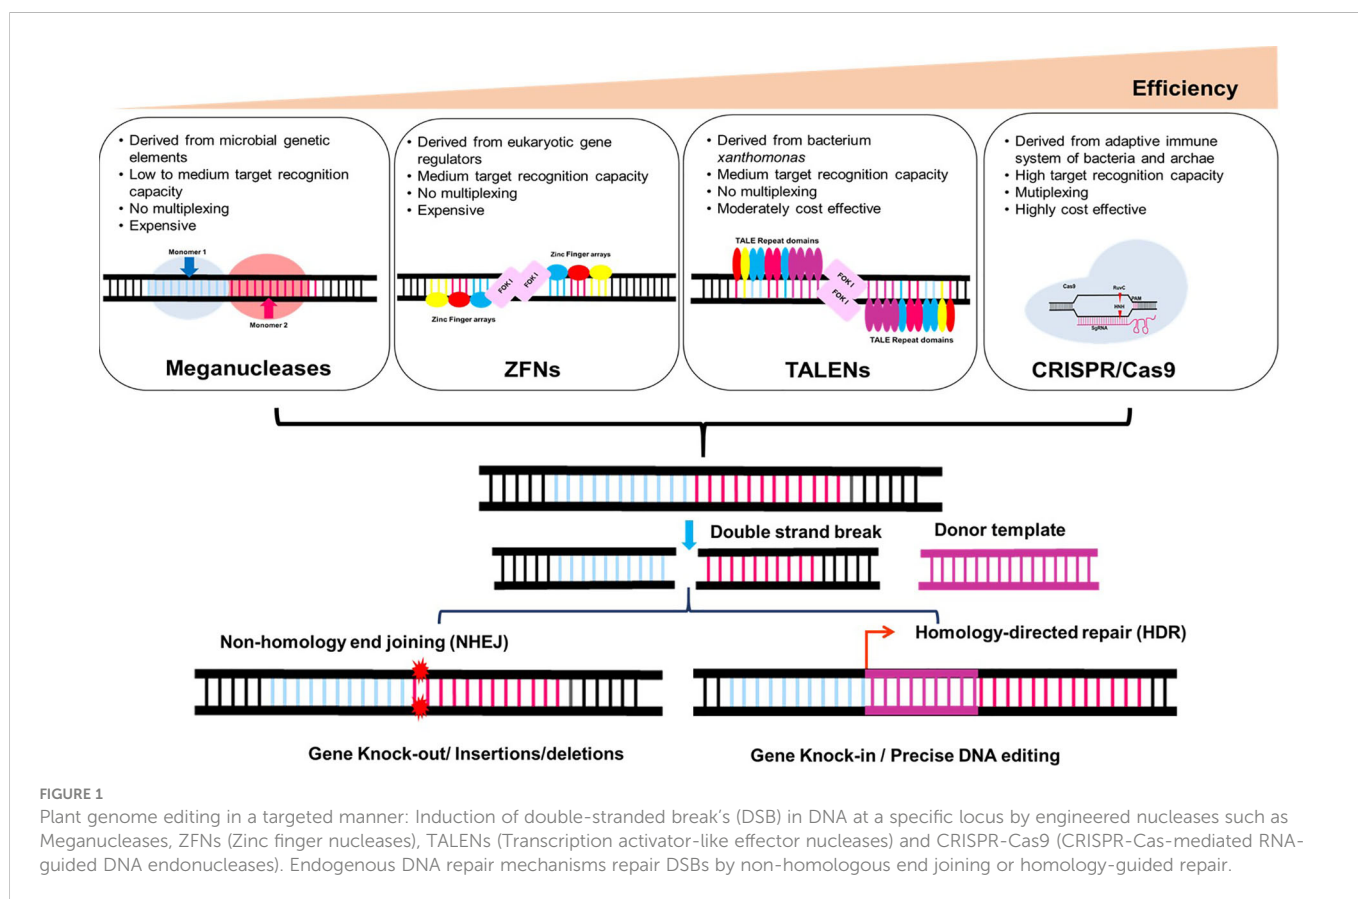 Efficiency
• Derived from microbial genetic
elements
• Low to medium target recognition
capacity
• No multiplexing
• Expensive
Monomer 1
Monomer 2
Meganucleases
• Derived from eukaryotic gene
regulators
• Medium target recognition capacity
• No multiplexing
• Expensive
Zinc Finger arrays
FOK I
FOK I
Zinc Finger arrays
ZFNs
• Derived from bacterium
xanthomonas
• Medium target recognition capacity
• No multiplexing
• Moderately cost effective
TALE Repeat domains
FOK I
FOK I
TALE Repeat domains
TALENs
• Derived from adaptive immune
system of bacteria and archae
• High target recognition capacity
• Mutiplexing
• Highly cost effective
Cas9
RuvC
PAM
HNH
SgRNA
CRISPR/Cas9
Double strand break
Donor template
Non-homology end joining (NHEJ)
Homology-directed repair (HDR)
Gene Knock-out/ Insertions/deletions
Gene Knock-in / Precise DNA editing
FIGURE 1
Plant genome editing in a targeted manner: Induction of double-stranded break's (DSB) in DNA at a specific locus by engineered nucleases such as
Meganucleases, ZFNs (Zinc finger nucleases), TALENs (Transcription activator-like effector nucleases) and CRISPR-Cas9 (CRISPR-Cas-mediated RNA-
guided DNA endonucleases). Endogenous DNA repair mechanisms repair DSBs by non-homologous end joining or homology-guided repair.